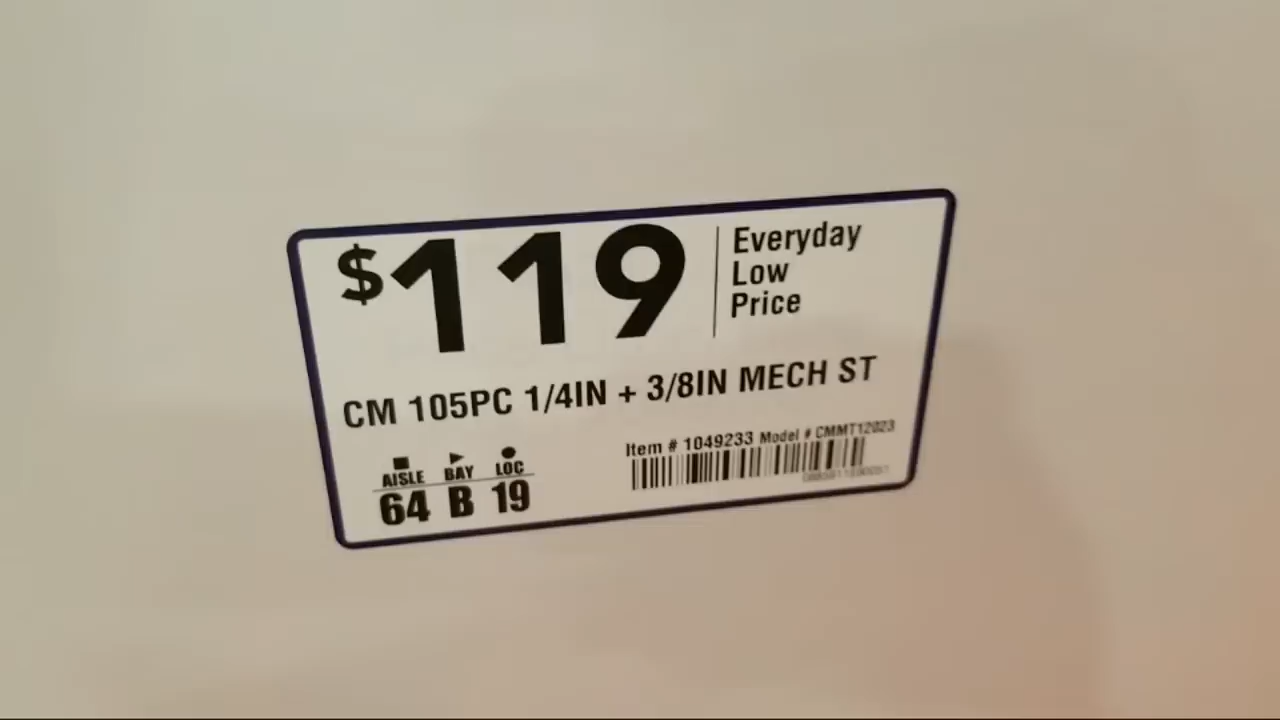 $119
Everyday
Low
Price
CM 105PC 1/4IN + 3/8IN MECH ST
AISLE BAY LOC
64 B 19
Item # 1049233 Model # CMMT12023